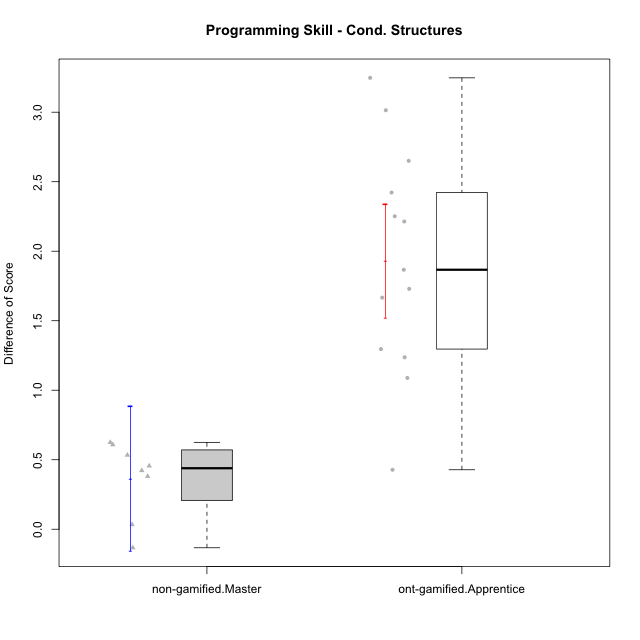 Programming Skill - Cond. Structures
Difference of Score
3.0
2.5
2.0
1.5
1.0
0.5
0.0
non-gamified.Master
ont-gamified.Apprentice